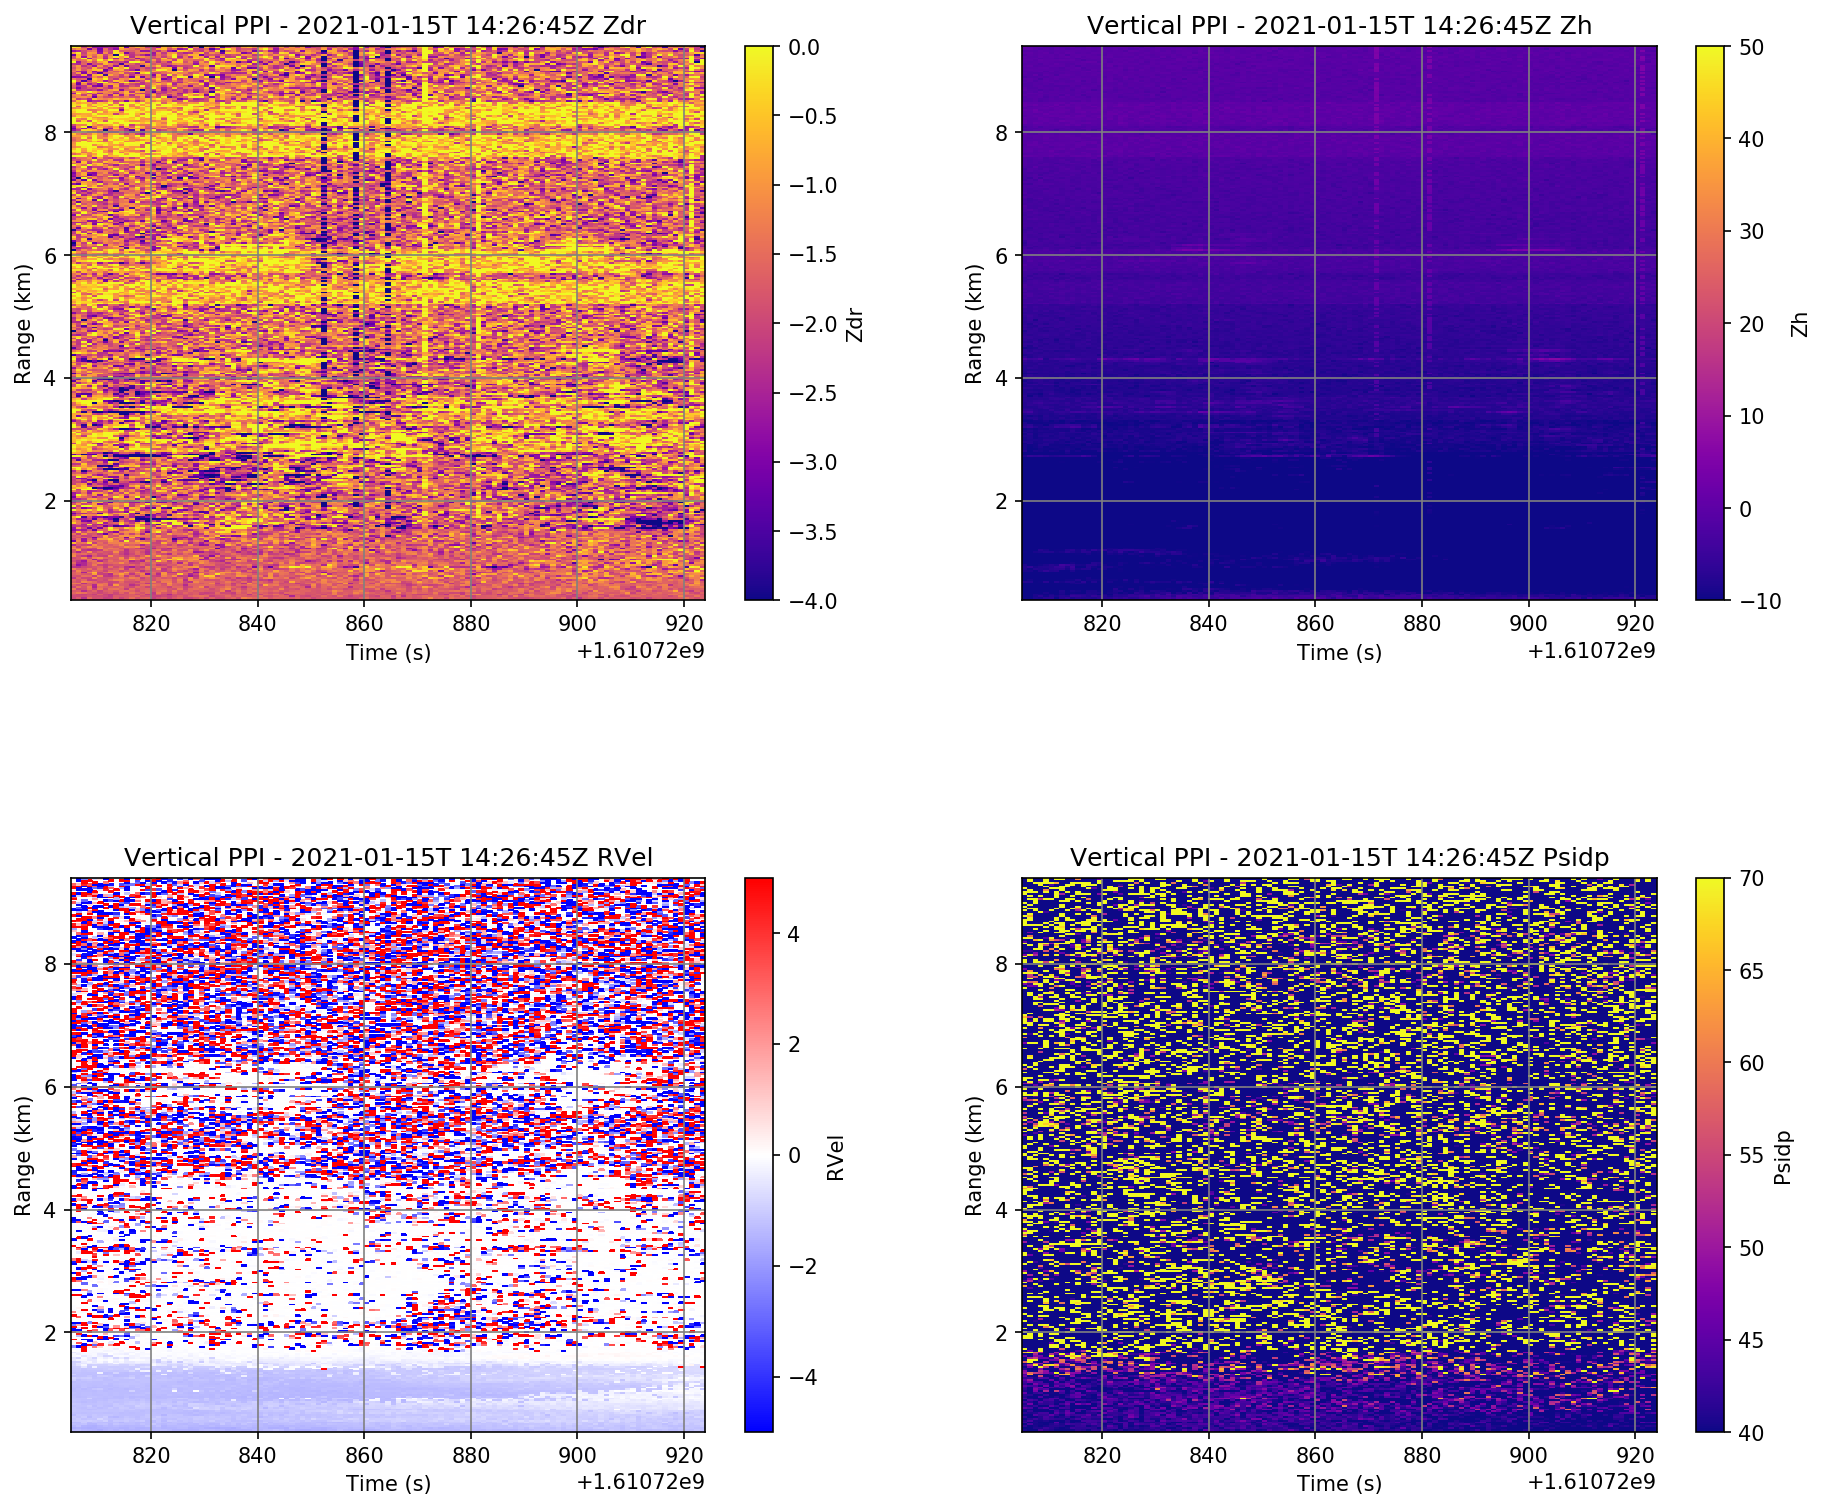 Vertical PPI - 2021-01-15T 14:26:45Z Zdr
8
6
4
2
Range (km)
820 840 860 880 900 920
Time (s)
+1.61072e9
0.0
−0.5
−1.0
−1.5
−2.0
−2.5
−3.0
−3.5
−4.0
Zdr
Vertical PPI - 2021-01-15T 14:26:45Z Zh
8
6
4
2
Range (km)
820 840 860 880 900 920
Time (s)
+1.61072e9
50
40
30
20
10
0
−10
Zh
Vertical PPI - 2021-01-15T 14:26:45Z RVel
8
6
4
2
Range (km)
820 840 860 880 900 920
Time (s)
+1.61072e9
4
2
0
−2
−4
RVel
Vertical PPI - 2021-01-15T 14:26:45Z Psidp
8
6
4
2
Range (km)
820 840 860 880 900 920
Time (s)
+1.61072e9
70
65
60
55
50
45
40
Psidp